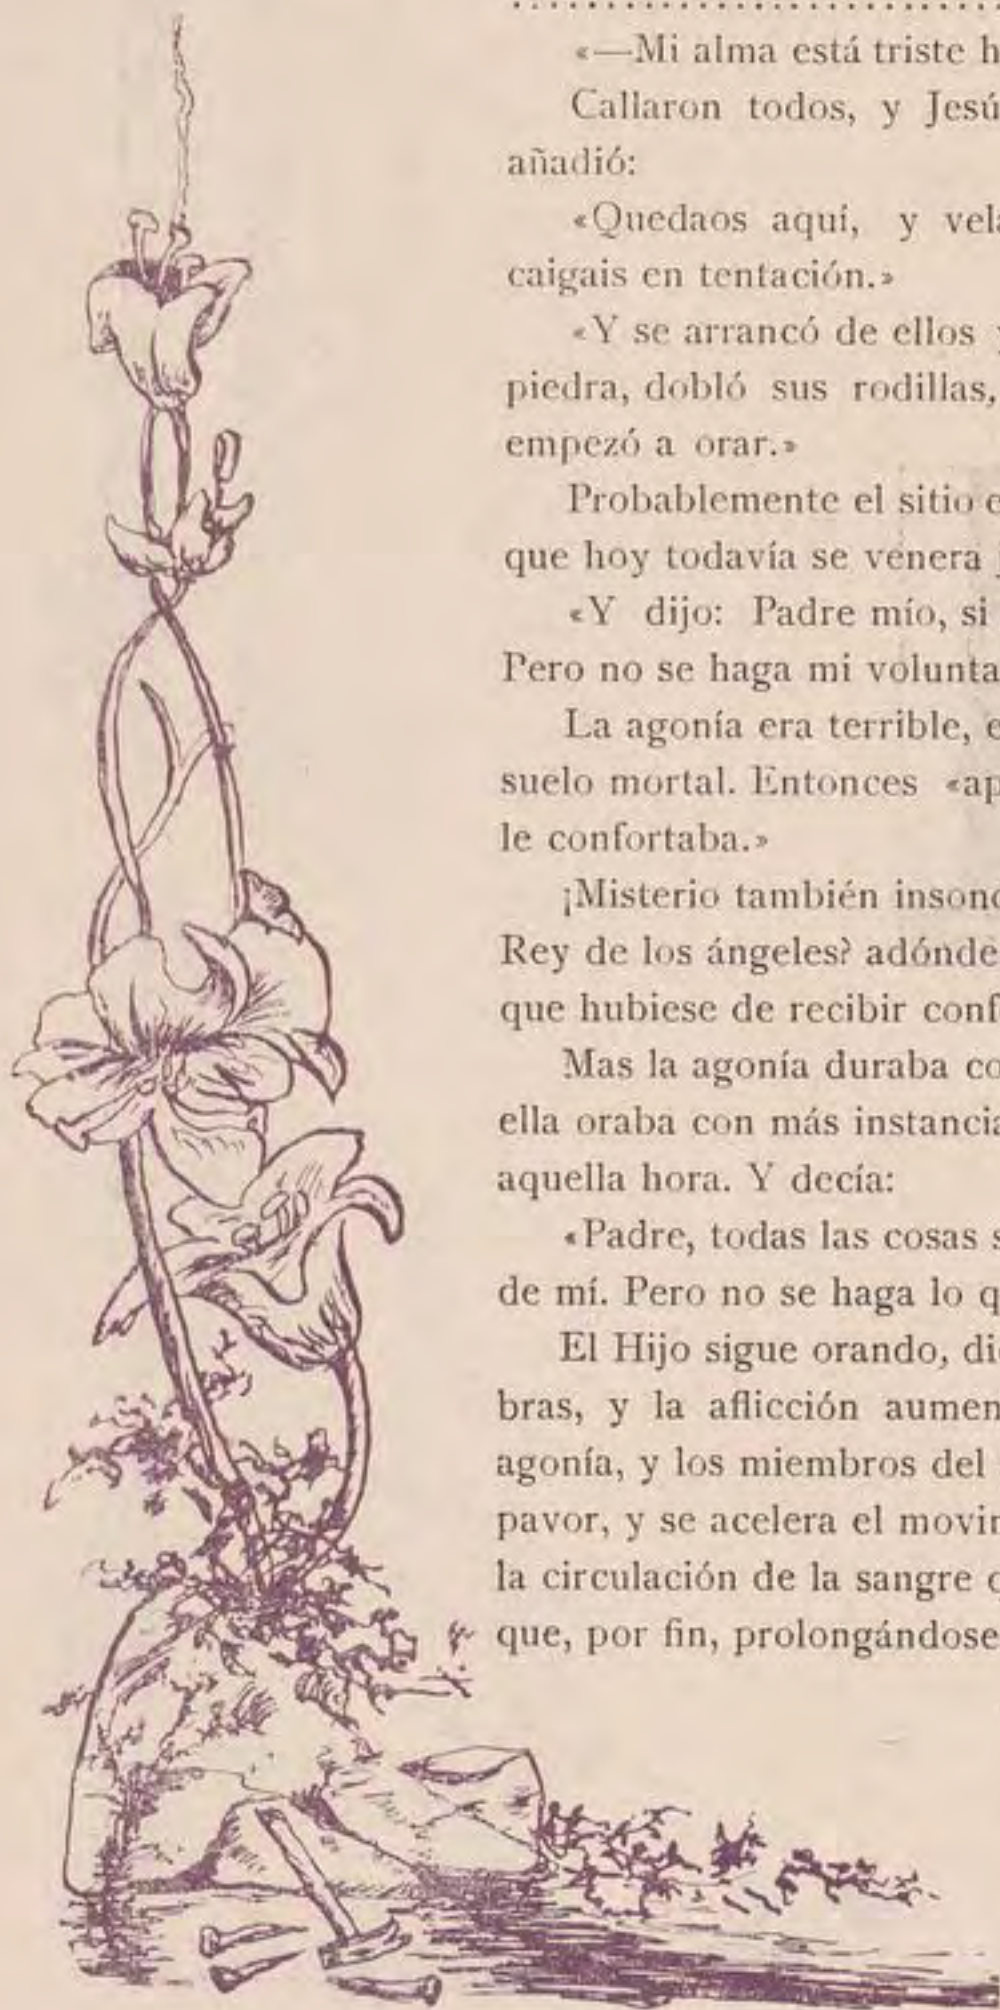 «—Mi alma está triste h
Callaron todos, y Jesú
añadió:
«Quedaos aquí, y vela
caigais en tentación.»
«Y se arrancó de ellos y
piedra, dobló sus rodillas,
empezó a orar.»
Probablemente el sitio e
que hoy todavía se venera
«Y dijo: Padre mío, si
Pero no se haga mi volunta
La agonía era terrible, e
suelo mortal. Entonces «ap
le confortaba.»
¡Misterio también insond
Rey de los ángeles? adónde
que hubiese de recibir conf
Mas la agonía duraba co
ella oraba con más instancia
aquella hora. Y decía:
«Padre, todas las cosas s
de mí. Pero no se haga lo q
El Hijo sigue orando, dic
bras, y la aflicción aumen
agonía, y los miembros del
pavor, y se acelera el movim
la circulación de la sangre
que, por fin, prolongándose